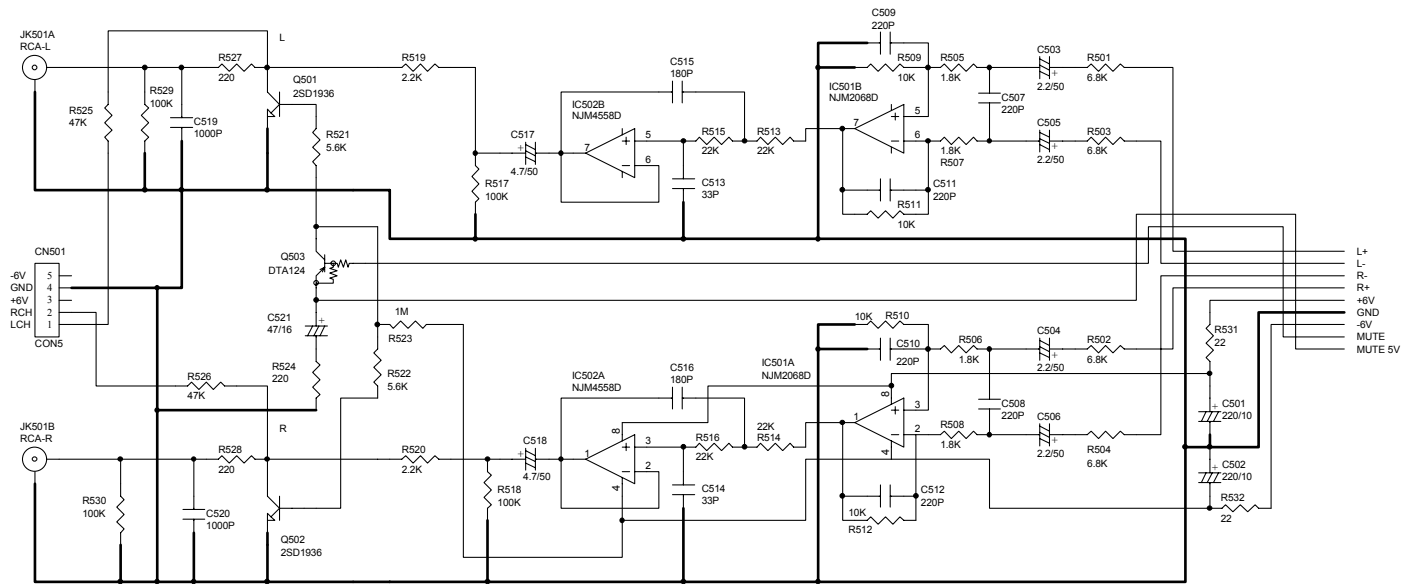 JK501A
RCA-L
R525
47K
R529
100K
C519
1000P
R527
220
L
Q501
2SD1936
R521
5.6K
R519
2.2K
R517
100K
C517
+
4.7/50
IC502B
NJM4558D
7
+
5
-
6
C515
180P
R515
22K
R513
22K
C513
33P
C509
220P
R509
10K
IC501B
NJM2068D
7
+
5
-
6
C511
220P
R511
10K
R505
1.8K
1.8K
R507
C507
220P
C503
+
2.2/50
C505
+
2.2/50
R501
6.8K
R503
6.8K
CN501
-6V
5
GND
4
+6V
3
RCH
2
LCH
1
CON5
Q503
DTA124
C521
47/16
R524
220
1M
R523
R522
5.6K
L+
L-
R-
R+
+6V
GND
-6V
MUTE
MUTE 5V
R526
47K
JK501B
RCA-R
R530
100K
C520
1000P
R528
220
R
Q502
2SD1936
R520
2.2K
R518
100K
C518
+
4.7/50
IC502A
NJM4558D
1
8
+
3
-
2
4
C516
180P
R516
22K
22K
R514
C514
33P
10K
R510
C510
220P
IC501A
NJM2068D
1
8
+
3
-
2
4
C512
220P
10K
R512
R506
1.8K
R508
1.8K
C508
220P
C504
+
2.2/50
C506
+
2.2/50
R502
6.8K
R504
6.8K
R531
22
+
C501
220/10
+
C502
220/10
R532
22